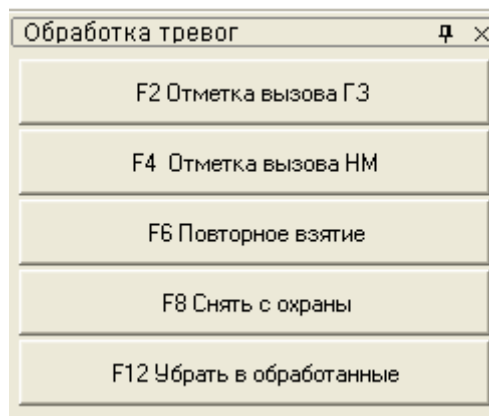 Обработка тревог
F2 Отметка вызова ГЗ
F4 Отметка вызова НМ
F6 Повторное взятие
F8 Снять с охраны
F12 Убрать в обработанные